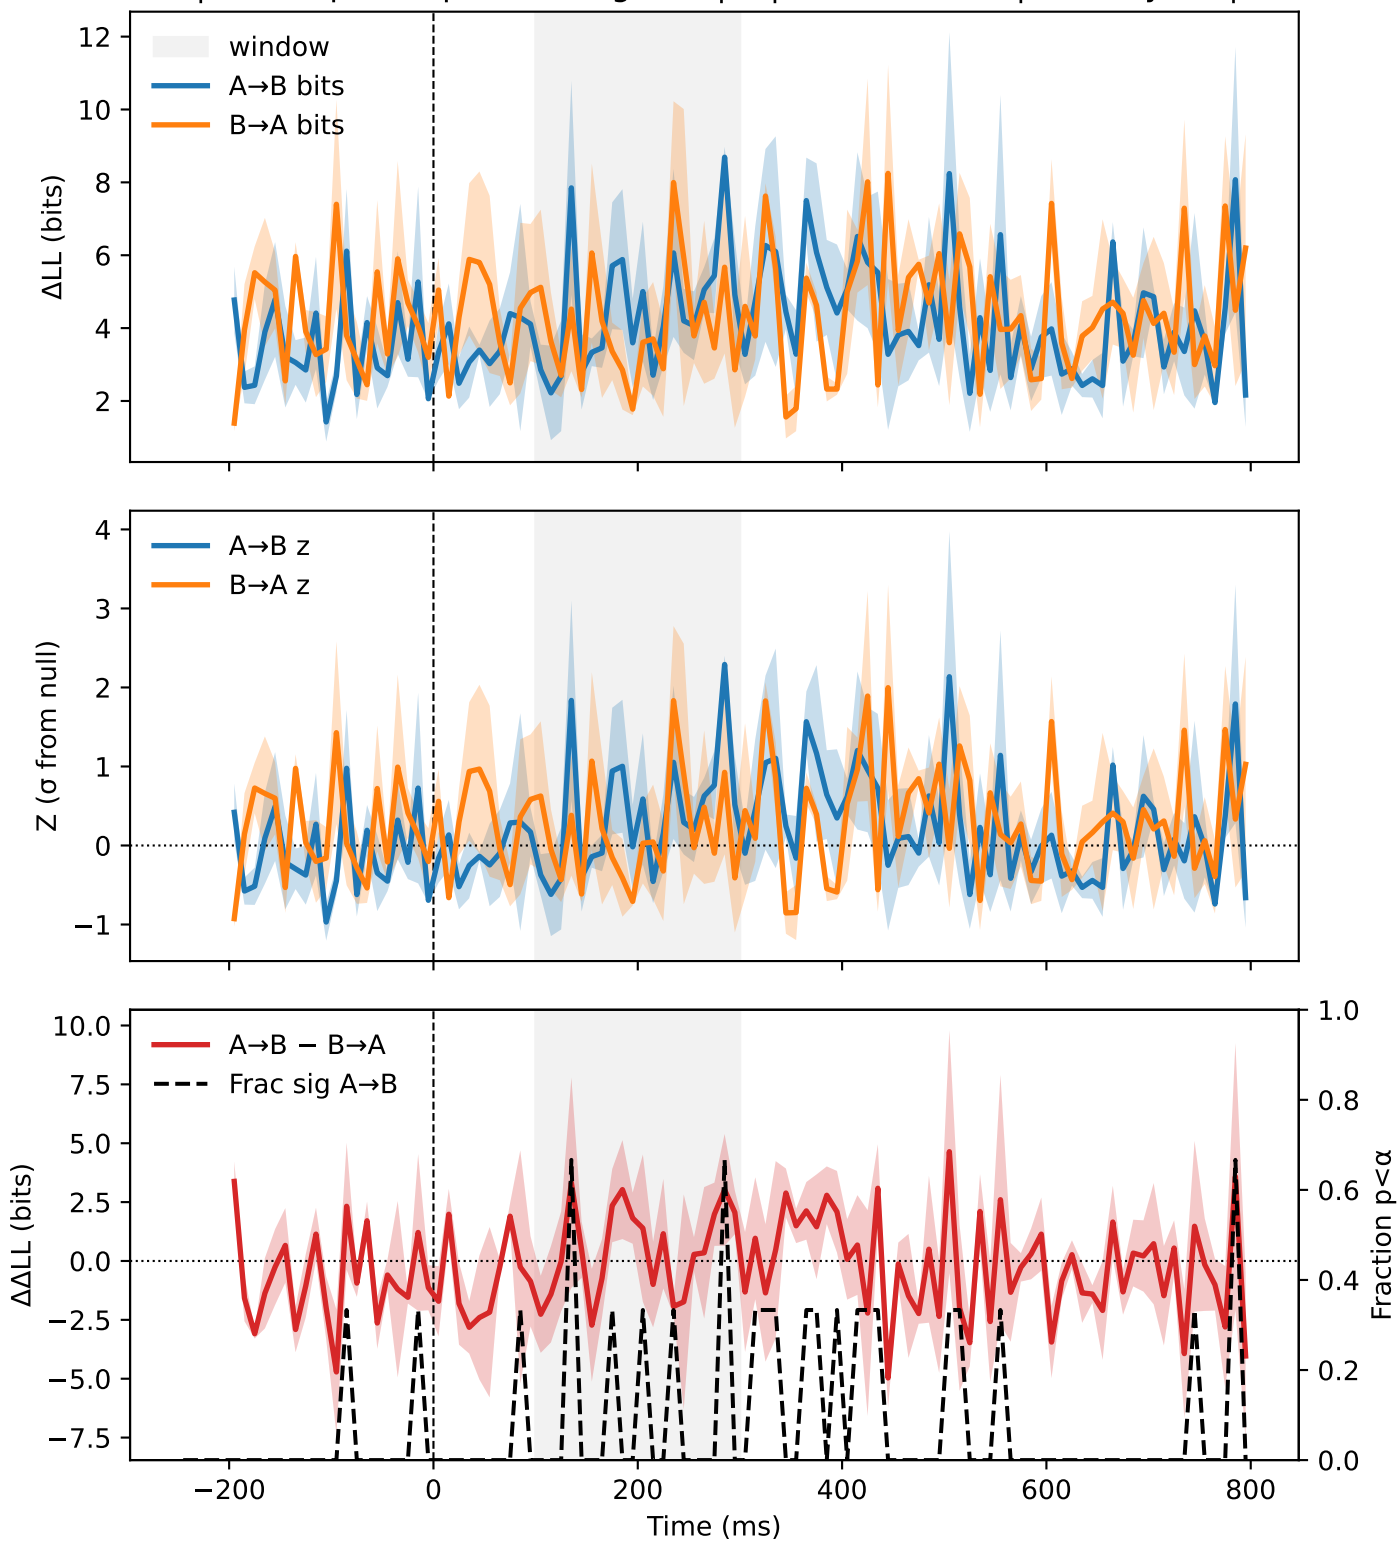 12
10
8
6
4
2
ΔLL (bits)
window
A→B bits
B→A bits
4
3
2
1
0
−1
Z (σ from null)
A→B z
B→A z
10.0
7.5
5.0
2.5
0.0
−2.5
−5.0
−7.5
ΔΔLL (bits)
A→B − B→A
Frac sig A→B
1.0
0.8
0.6
0.4
0.2
0.0
Fraction p<α
−200 0 200 400 600 800
Time (ms)